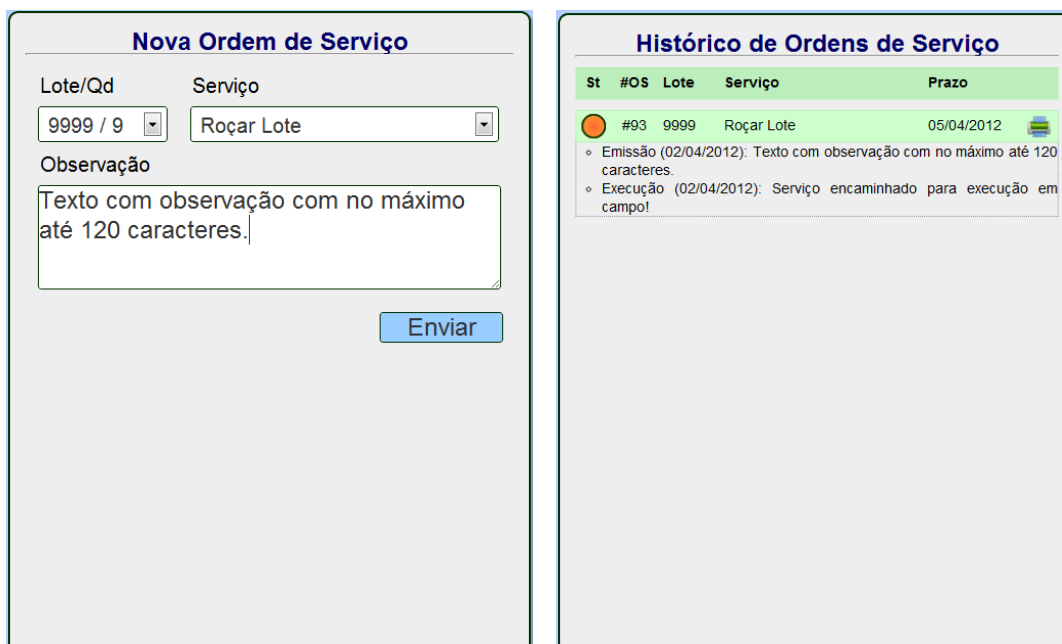 Nova Ordem de Serviço
Lote/Qd Serviço
9999 / 9 Roçar Lote
Observação
Texto com observação com no máximo
até 120 caracteres.
Enviar
Histórico de Ordens de Serviço
St #OS Lote Serviço Prazo
#93 9999 Roçar Lote 05/04/2012
Emissão (02/04/2012): Texto com observação com no máximo até 120
caracteres.
Execução (02/04/2012): Serviço encaminhado para execução em
campo!